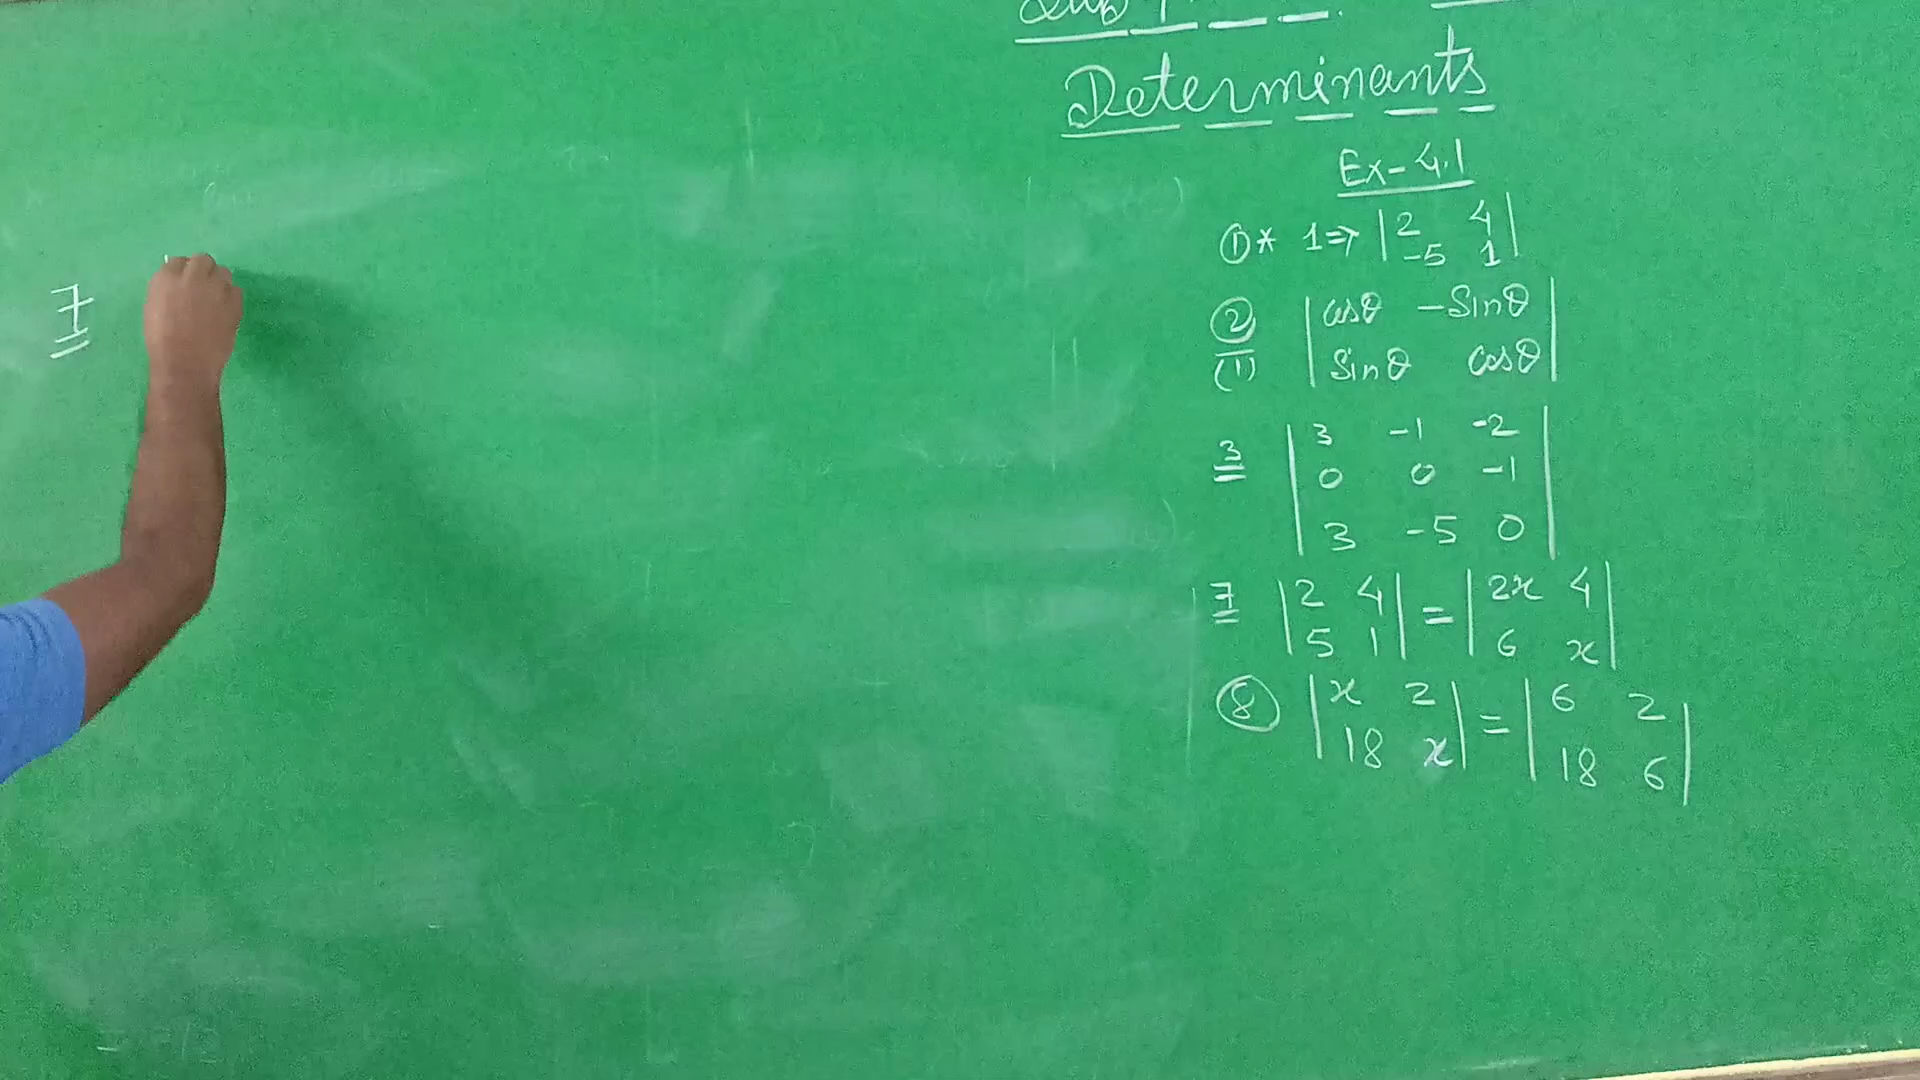 Determinants
Ex-4.1
①* 1⇒ |2 4|
|-5 1|
② |cosθ -Sinθ|
(1) |Sinθ cosθ|
3 |3 -1 -2|
|0 0 -1|
|3 -5 0|
7 |2 4| = |2x 4|
|5 1| |6 x|
⑧ |x 2| = |6 2|
|18 x| |18 6|
7